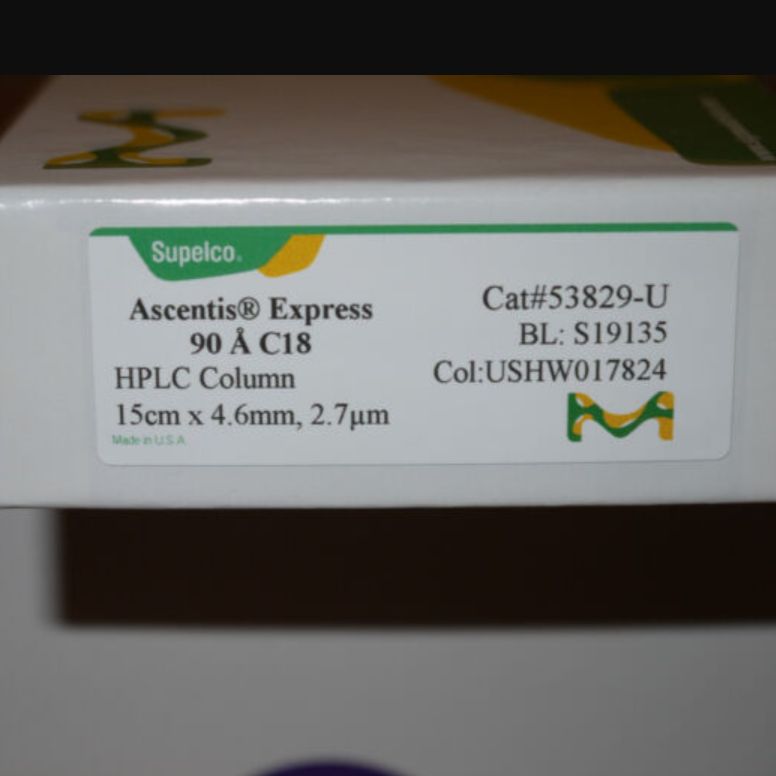 Supelco.
Ascentis® Express
90 Å C18
HPLC Column
15cm x 4.6mm, 2.7µm
Made in U.S.A.
Cat#53829-U
BL: S19135
Col:USHW017824